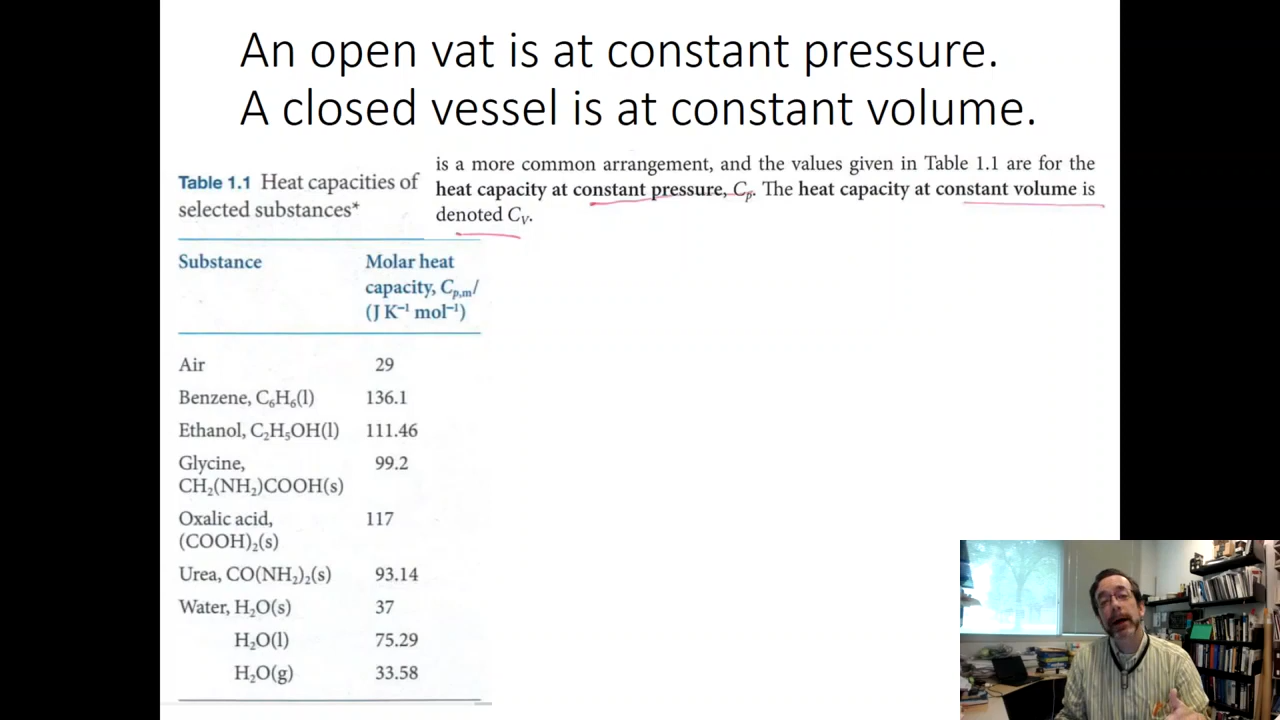 An open vat is at constant pressure.
A closed vessel is at constant volume.
is a more common arrangement, and the values given in Table 1.1 are for the
heat capacity at constant pressure, Cp. The heat capacity at constant volume is
denoted CV.
Table 1.1 Heat capacities of
selected substances*
Substance Molar heat
capacity, Cp,m/
(J K⁻¹ mol⁻¹)
Air 29
Benzene, C₆H₆(l) 136.1
Ethanol, C₂H₅OH(l) 111.46
Glycine, 99.2
CH₂(NH₂)COOH(s)
Oxalic acid, 117
(COOH)₂(s)
Urea, CO(NH₂)₂(s) 93.14
Water, H₂O(s) 37
H₂O(l) 75.29
H₂O(g) 33.58